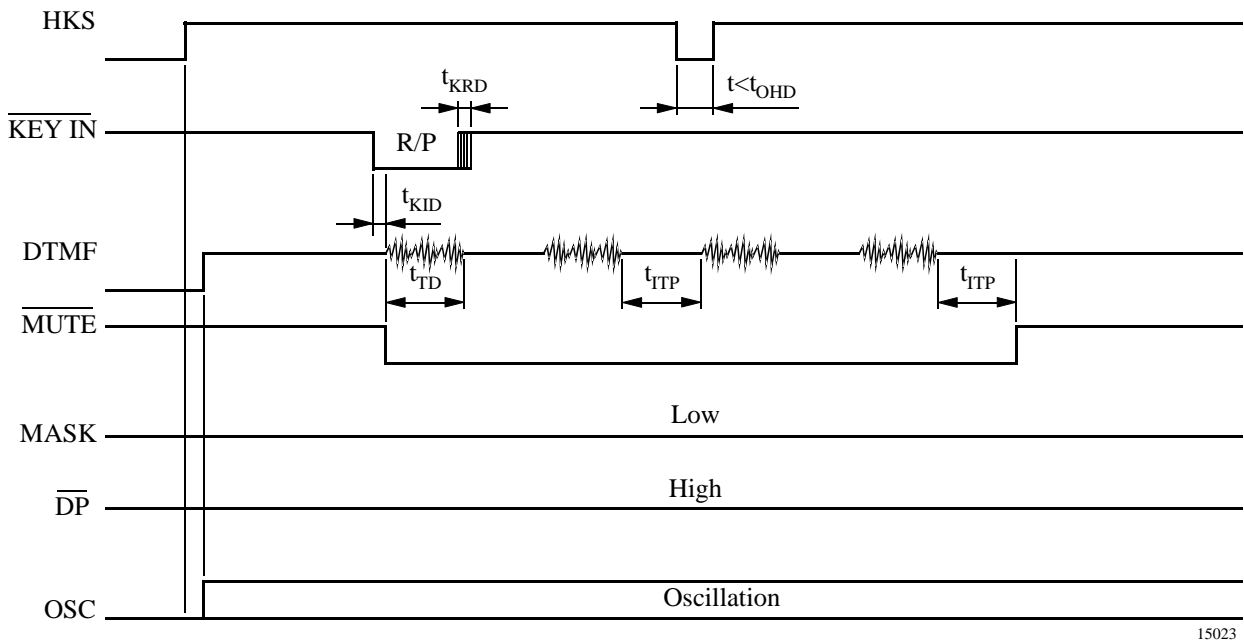 HKS
tKRD
t<tOHD
KEY IN
R/P
tKID
DTMF
tTD
tITP
tITP
MUTE
Low
MASK
High
DP
Oscillation
OSC
15023